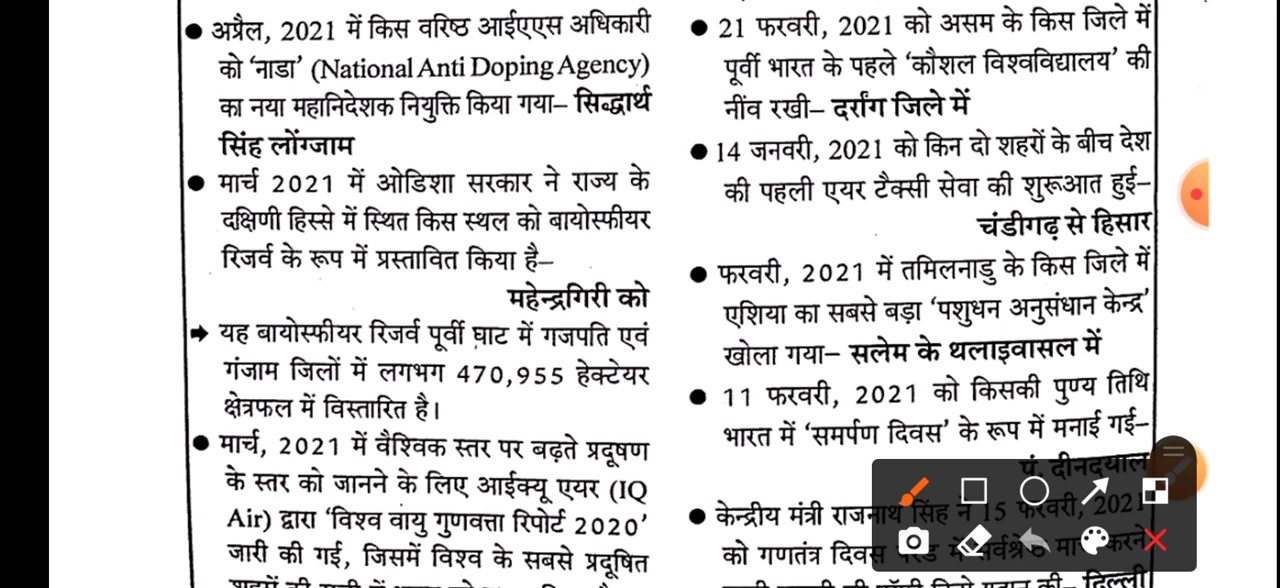 ● अप्रैल, 2021 में किस वरिष्ठ आईएएस अधिकारी
को 'नाडा' (National Anti Doping Agency)
का नया महानिदेशक नियुक्ति किया गया– सिद्धार्थ
सिंह लोंग्जाम
● मार्च 2021 में ओडिशा सरकार ने राज्य के
दक्षिणी हिस्से में स्थित किस स्थल को बायोस्फीयर
रिजर्व के रूप में प्रस्तावित किया है–
महेन्द्रगिरी को
➔ यह बायोस्फीयर रिजर्व पूर्वी घाट में गजपति एवं
गंजाम जिलों में लगभग 470,955 हेक्टेयर
क्षेत्रफल में विस्तारित है।
● मार्च, 2021 में वैश्विक स्तर पर बढ़ते प्रदूषण
के स्तर को जानने के लिए आईक्यू एयर (IQ
Air) द्वारा 'विश्व वायु गुणवत्ता रिपोर्ट 2020'
जारी की गई, जिसमें विश्व के सबसे प्रदूषित
● 21 फरवरी, 2021 को असम के किस जिले में
पूर्वी भारत के पहले 'कौशल विश्वविद्यालय' की
नींव रखी– दर्रांग जिले में
● 14 जनवरी, 2021 को किन दो शहरों के बीच देश
की पहली एयर टैक्सी सेवा की शुरूआत हुई–
चंडीगढ़ से हिसार
● फरवरी, 2021 में तमिलनाडु के किस जिले में
एशिया का सबसे बड़ा 'पशुधन अनुसंधान केन्द्र'
खोला गया– सलेम के थलाइवासल में
● 11 फरवरी, 2021 को किसकी पुण्य तिथि
भारत में 'समर्पण दिवस' के रूप में मनाई गई–
पं. दीनदयाल
● केन्द्रीय मंत्री राजनाथ सिंह ने 15 फरवरी, 2021
को गणतंत्र दिवस परेड में सर्वश्रेष्ठ मार्च करने
दिल्ली